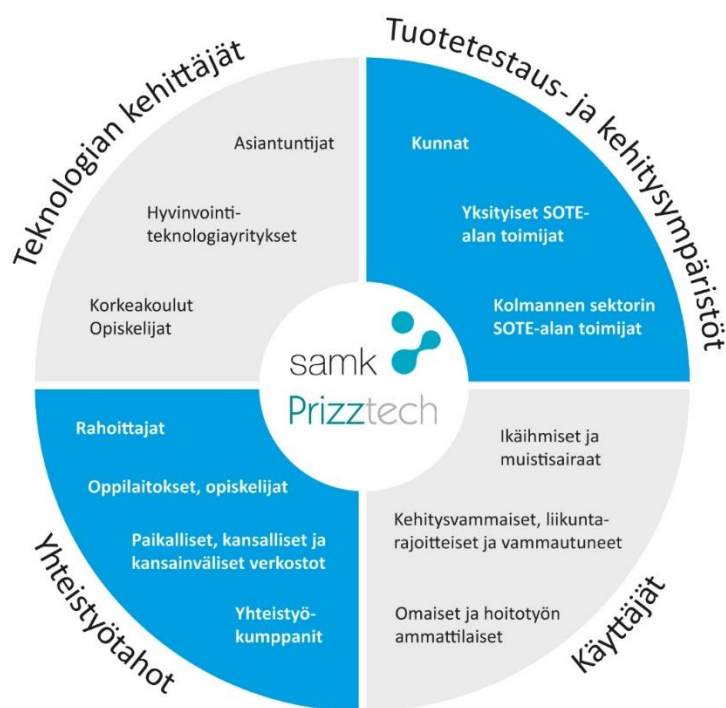 Teknologian kehittäjät
Asiantuntijat
Hyvinvointi-
teknologiayritykset
Korkeakoulut
Opiskelijat
Tuotetestaus- ja kehitysympäristöt
Kunnat
Yksityiset SOTE-
alan toimijat
Kolmannen sektorin
SOTE-alan toimijat
samk
Prizztech
Rahoittajat
Oppilaitokset, opiskelijat
Paikalliset, kansalliset ja
kansainväliset verkostot
Yhteistyö-
kumppanit
Yhteistyötahot
Ikäihmiset ja
muistisairaat
Kehitysvammaiset, liikunta-
rajoitteiset ja vammautuneet
Omaiset ja hoitotyön
ammattilaiset
Käyttäjät